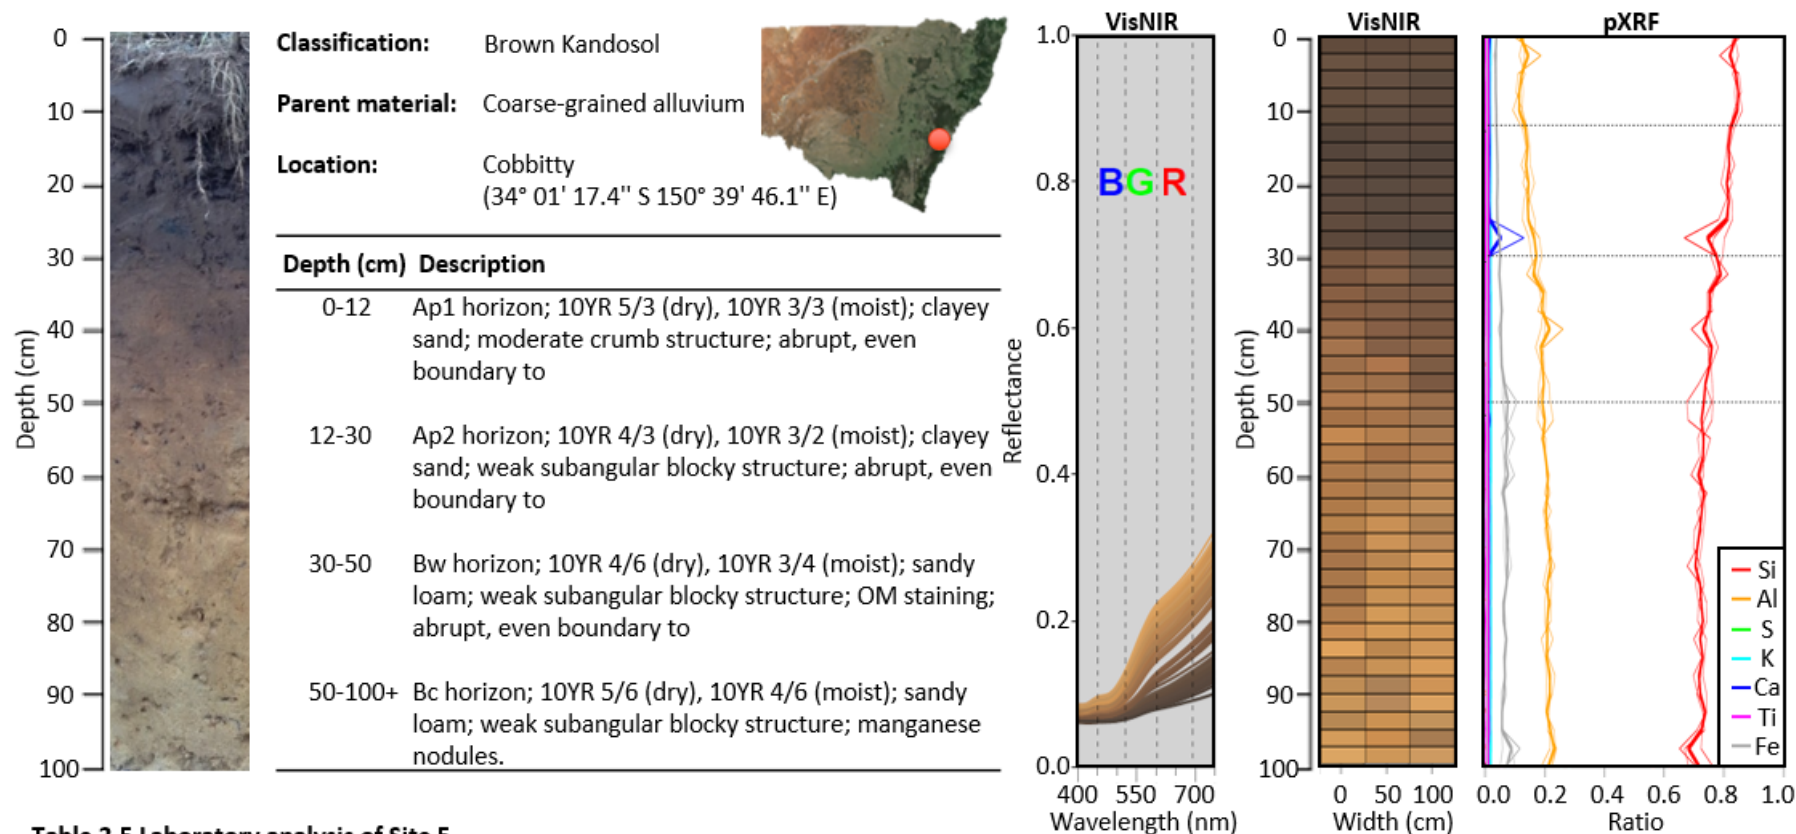 Classification: Brown Kandosol
Parent material: Coarse-grained alluvium
Location: Cobbitty
(34° 01' 17.4'' S 150° 39' 46.1'' E)
Depth (cm) Description
0-12 Ap1 horizon; 10YR 5/3 (dry), 10YR 3/3 (moist); clayey
sand; moderate crumb structure; abrupt, even
boundary to
12-30 Ap2 horizon; 10YR 4/3 (dry), 10YR 3/2 (moist); clayey
sand; weak subangular blocky structure; abrupt, even
boundary to
30-50 Bw horizon; 10YR 4/6 (dry), 10YR 3/4 (moist); sandy
loam; weak subangular blocky structure; OM staining;
abrupt, even boundary to
50-100+ Bc horizon; 10YR 5/6 (dry), 10YR 4/6 (moist); sandy
loam; weak subangular blocky structure; manganese
nodules.
Depth (cm)
0
10
20
30
40
50
60
70
80
90
100
VisNIR
Reflectance
1.0
0.8
0.6
0.4
0.2
0.0
BGR
400 550 700
Wavelength (nm)
VisNIR
Depth (cm)
0
10
20
30
40
50
60
70
80
90
100
0 50 100
Width (cm)
pXRF
Si
Al
S
K
Ca
Ti
Fe
0.0 0.2 0.4 0.6 0.8 1.0
Ratio